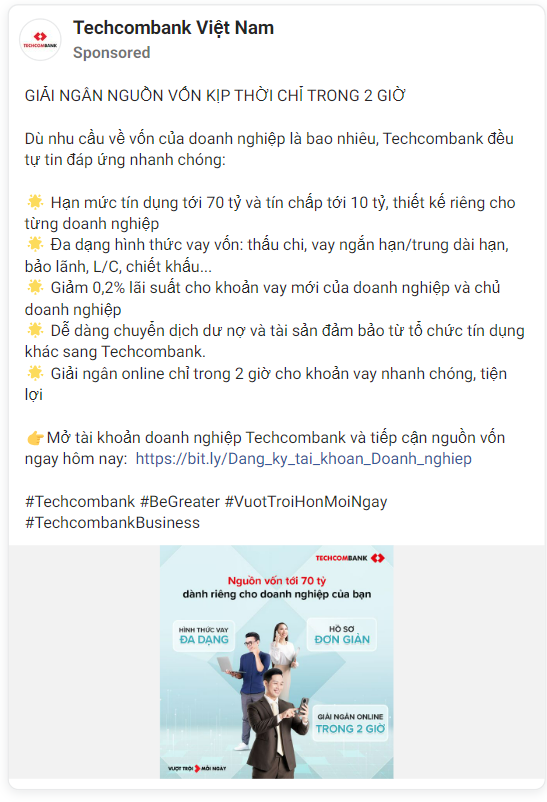 TECHCOMBANK
Techcombank Việt Nam
Sponsored
GIẢI NGÂN NGUỒN VỐN KỊP THỜI CHỈ TRONG 2 GIỜ
Dù nhu cầu về vốn của doanh nghiệp là bao nhiêu, Techcombank đều
tự tin đáp ứng nhanh chóng:
🌟 Hạn mức tín dụng tới 70 tỷ và tín chấp tới 10 tỷ, thiết kế riêng cho
từng doanh nghiệp
🌟 Đa dạng hình thức vay vốn: thấu chi, vay ngắn hạn/trung dài hạn,
bảo lãnh, L/C, chiết khấu...
🌟 Giảm 0,2% lãi suất cho khoản vay mới của doanh nghiệp và chủ
doanh nghiệp
🌟 Dễ dàng chuyển dịch dư nợ và tài sản đảm bảo từ tổ chức tín dụng
khác sang Techcombank.
🌟 Giải ngân online chỉ trong 2 giờ cho khoản vay nhanh chóng, tiện
lợi
👉Mở tài khoản doanh nghiệp Techcombank và tiếp cận nguồn vốn
ngay hôm nay: https://bit.ly/Dang_ky_tai_khoan_Doanh_nghiep
#Techcombank #BeGreater #VuotTroiHonMoiNgay
#TechcombankBusiness
TECHCOMBANK
Nguồn vốn tới 70 tỷ
dành riêng cho doanh nghiệp của bạn
HÌNH THỨC VAY
ĐA DẠNG
HỒ SƠ
ĐƠN GIẢN
GIẢI NGÂN ONLINE
TRONG 2 GIỜ
VƯỢT TRỘI MỖI NGÀY